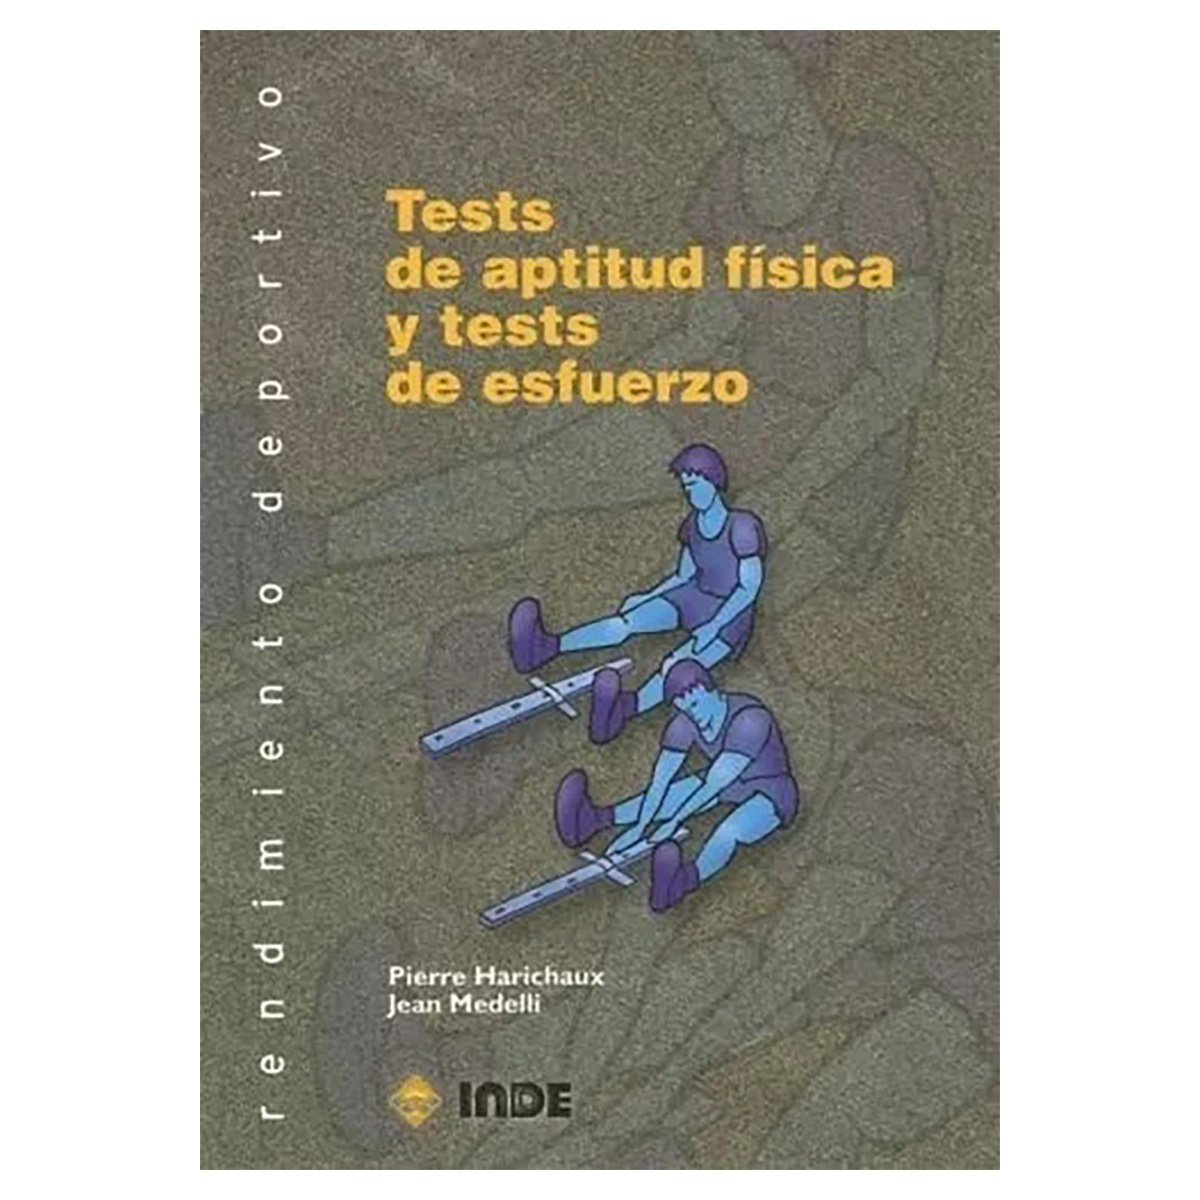 rendimiento deportivo
Tests
de aptitud física
y tests
de esfuerzo
Pierre Harichaux
Jean Medelli
INDE